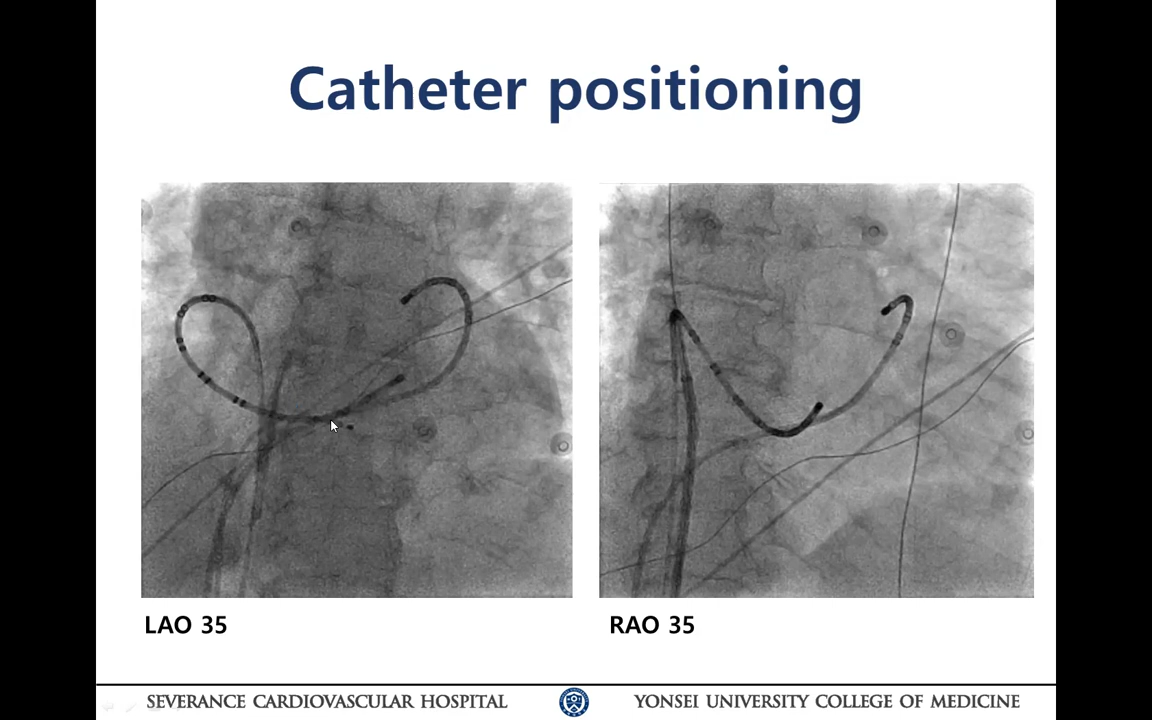 Catheter positioning
LAO 35
RAO 35
SEVERANCE CARDIOVASCULAR HOSPITAL
YONSEI UNIVERSITY COLLEGE OF MEDICINE